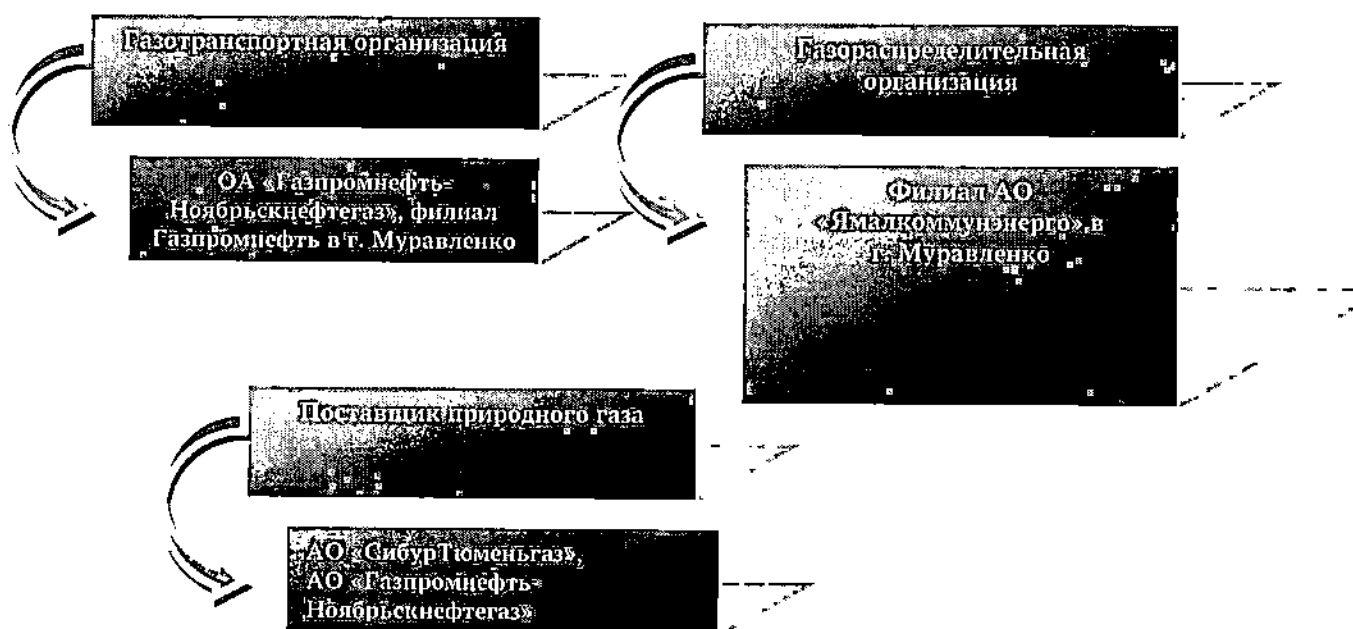 Газотранспортная организация
ОА «Газпромнефть-
Ноябрьскнефтегаз», филиал
Газпромнефть в г. Муравленко
Газораспределительная
организация
Филиал АО
«Ямалкоммунэнерго» в
г. Муравленко
Поставщик природного газа
АО «СибурТюменьгаз»,
АО «Газпромнефть-
Ноябрьскнефтегаз»